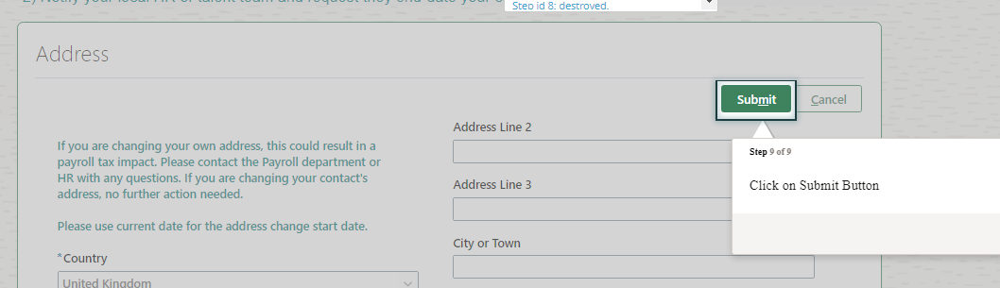 2) Notify your local HR or talent team and request they end-date your
Step id 8: destroyed.
Address
Submit
Cancel
Address Line 2
If you are changing your own address, this could result in a
payroll tax impact. Please contact the Payroll department or
HR with any questions. If you are changing your contact's
address, no further action needed.
Please use current date for the address change start date.
Step 9 of 9
Click on Submit Button
Address Line 3
City or Town
*Country
United Kingdom